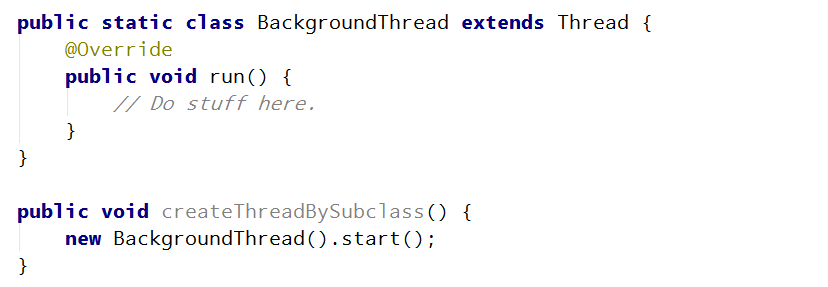 public static class BackgroundThread extends Thread {
    @Override
    public void run() {
        // Do stuff here.
    }
}

public void createThreadBySubclass() {
    new BackgroundThread().start();
}